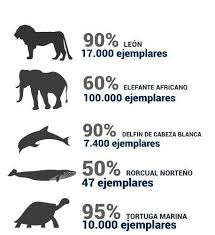 90% LEÓN
17.000 ejemplares
60% ELEFANTE AFRICANO
100.000 ejemplares
90% DELFÍN DE CABEZA BLANCA
7.400 ejemplares
50% RORCUAL NORTEÑO
47 ejemplares
95% TORTUGA MARINA
10.000 ejemplares